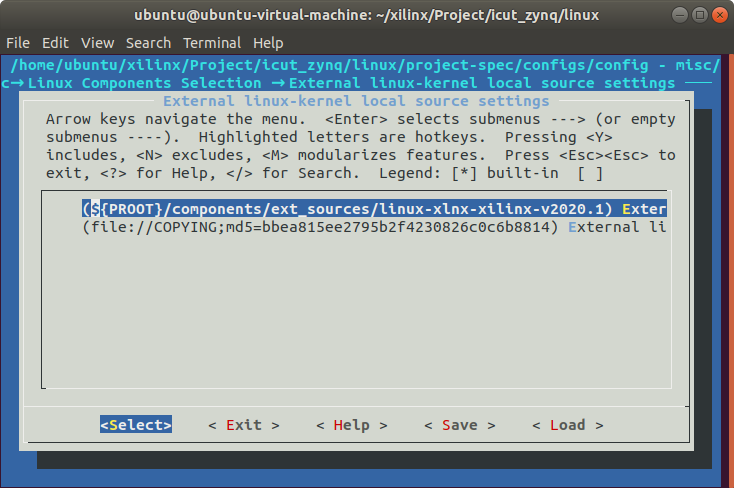 ubuntu@ubuntu-virtual-machine: ~/xilinx/Project/icut_zynq/linux
File Edit View Search Terminal Help
/home/ubuntu/xilinx/Project/icut_zynq/linux/project-spec/configs/config - misc/
c→Linux Components Selection →External linux-kernel local source settings
External linux-kernel local source settings
Arrow keys navigate the menu. <Enter> selects submenus ---> (or empty
submenus ----). Highlighted letters are hotkeys. Pressing <Y>
includes, <N> excludes, <M> modularizes features. Press <Esc><Esc> to
exit, <?> for Help, </> for Search. Legend: [*] built-in [ ]
(${PROOT}/components/ext_sources/linux-xlnx-xilinx-v2020.1) Exter
(file://COPYING;md5=bbea815ee2795b2f4230826c0c6b8814) External li
<Select> < Exit > < Help > < Save > < Load >